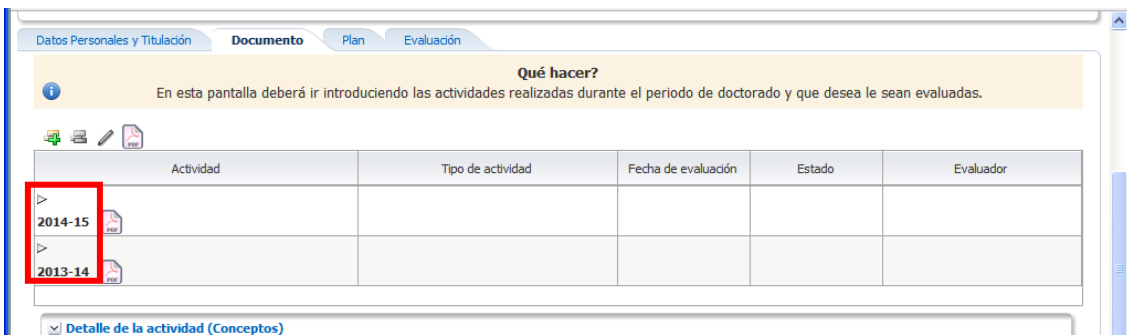 Datos Personales y Titulación Documento Plan Evaluación
Qué hacer?
En esta pantalla deberá ir introduciendo las actividades realizadas durante el periodo de doctorado y que desea le sean evaluadas.
PDF
Actividad Tipo de actividad Fecha de evaluación Estado Evaluador
2014-15 PDF
2013-14 PDF
Detalle de la actividad (Conceptos)